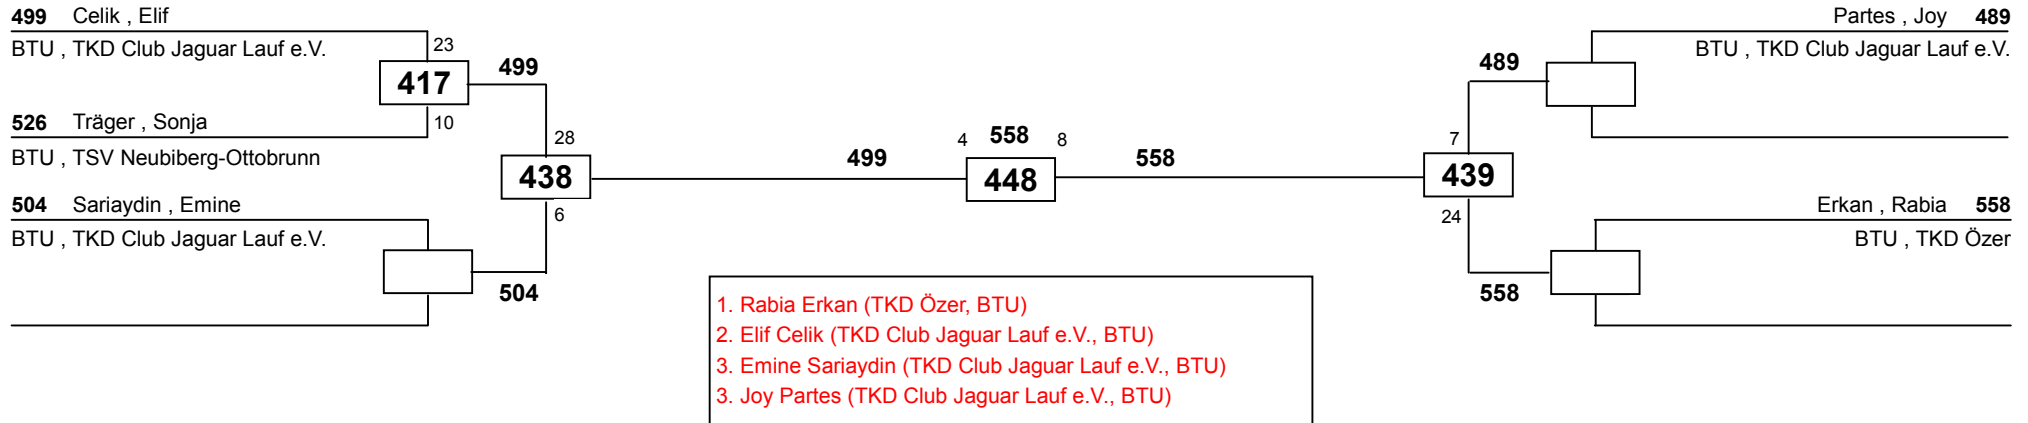 499 Celik , Elif
BTU , TKD Club Jaguar Lauf e.V.
23
417
499
10
526 Träger , Sonja
BTU , TSV Neubiberg-Ottobrunn
28
438
6
504 Sariaydin , Emine
BTU , TKD Club Jaguar Lauf e.V.
504
499
4 558 8
448
558
Partes , Joy 489
BTU , TKD Club Jaguar Lauf e.V.
489
7
439
24
Erkan , Rabia 558
BTU , TKD Özer
558
1. Rabia Erkan (TKD Özer, BTU)
2. Elif Celik (TKD Club Jaguar Lauf e.V., BTU)
3. Emine Sariaydin (TKD Club Jaguar Lauf e.V., BTU)
3. Joy Partes (TKD Club Jaguar Lauf e.V., BTU)